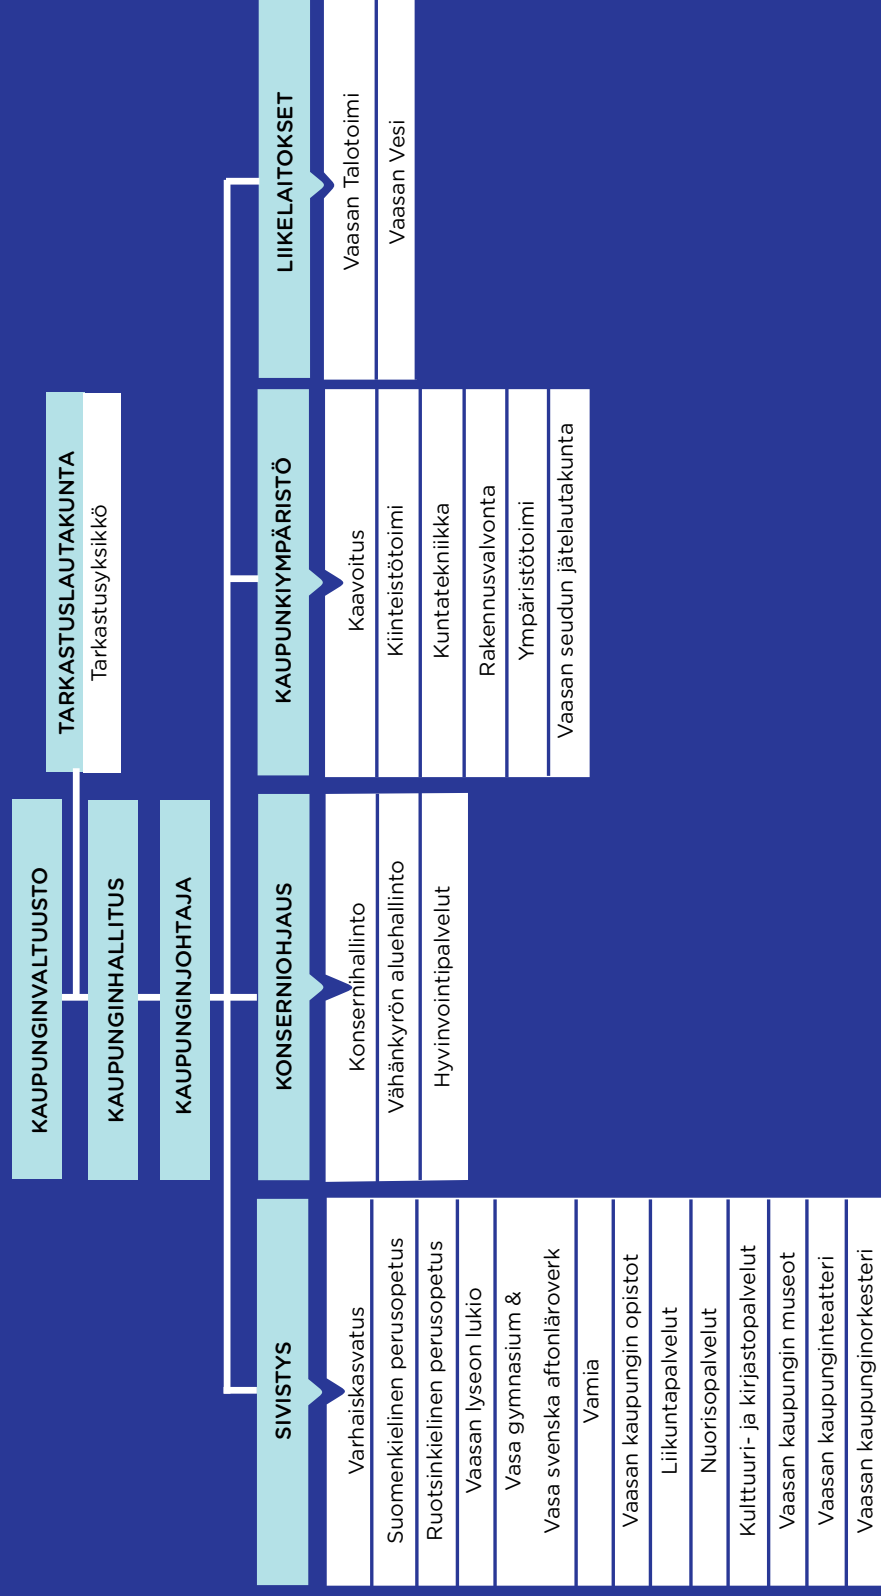 KAUPUNGINVALTUUSTO
TARKASTUSLAUTAKUNTA
Tarkastusyksikkö
KAUPUNGINHALLITUS
KAUPUNGINJOHTAJA
SIVISTYS
Varhaiskasvatus
Suomenkielinen perusopetus
Ruotsinkielinen perusopetus
Vaasan lyseon lukio
Vasa gymnasium &
Vasa svenska aftonläroverk
Vamia
Vaasan kaupungin opistot
Liikuntapalvelut
Nuorisopalvelut
Kulttuuri- ja kirjastopalvelut
Vaasan kaupungin museot
Vaasan kaupunginteatteri
Vaasan kaupunginorkesteri
KONSERNIOHJAUS
Konsernihallinto
Vähänkyrön aluehallinto
Hyvinvointipalvelut
KAUPUNKIYMPÄRISTÖ
Kaavoitus
Kiinteistötoimi
Kuntatekniikka
Rakennusvalvonta
Ympäristötoimi
Vaasan seudun jätelautakunta
LIIKELAITOKSET
Vaasan Talotoimi
Vaasan Vesi